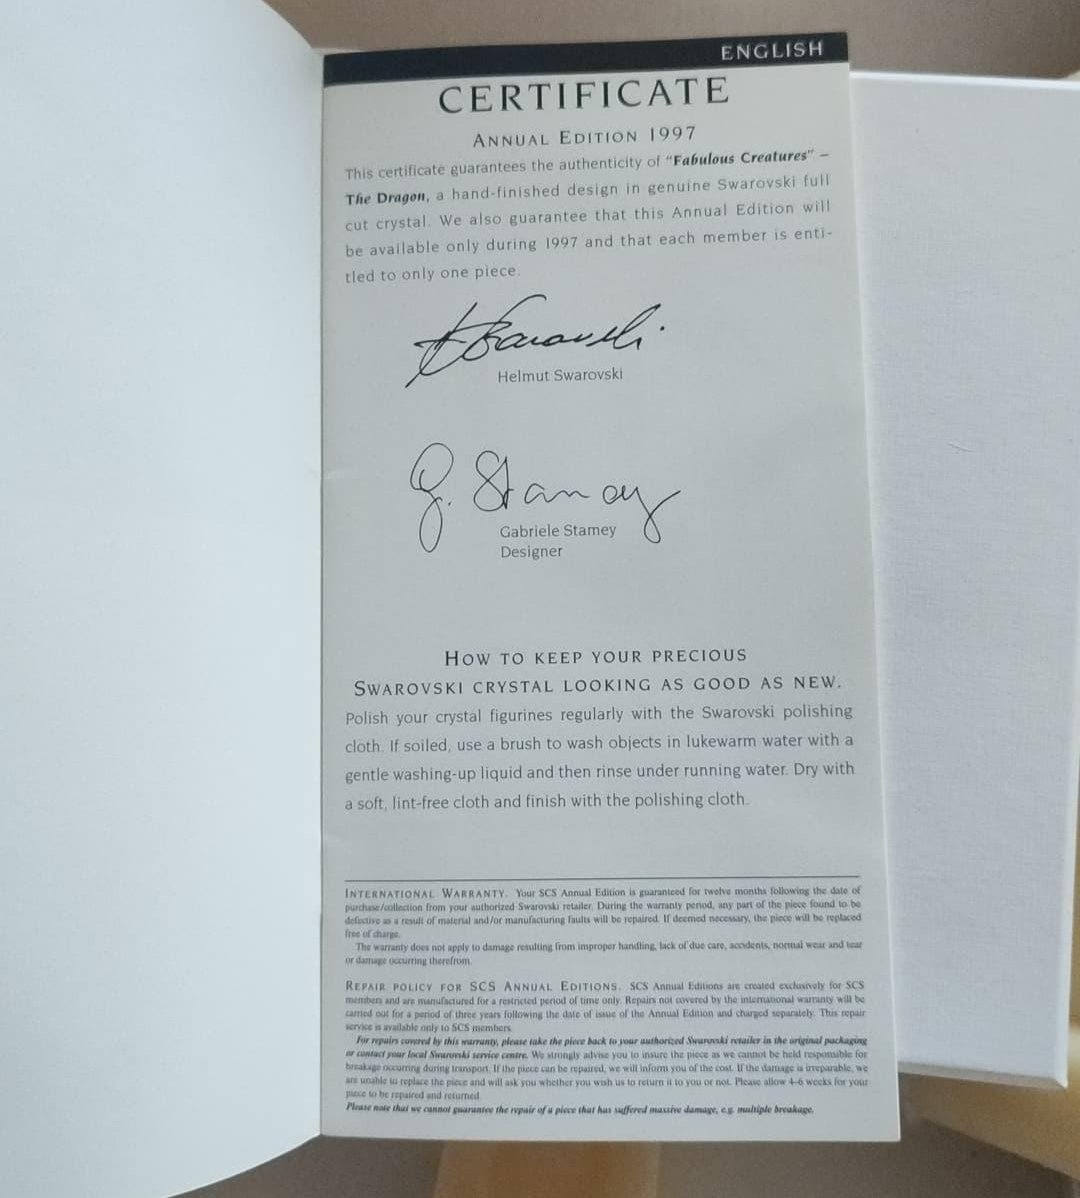 ENGLISH
CERTIFICATE
ANNUAL EDITION 1997
This certificate guarantees the authenticity of "Fabulous Creatures" –
The Dragon, a hand-finished design in genuine Swarovski full
cut crystal. We also guarantee that this Annual Edition will
be available only during 1997 and that each member is enti-
tled to only one piece.
Swarovski
Helmut Swarovski
G. Stamey
Gabriele Stamey
Designer
HOW TO KEEP YOUR PRECIOUS
SWAROVSKI CRYSTAL LOOKING AS GOOD AS NEW.
Polish your crystal figurines regularly with the Swarovski polishing
cloth. If soiled, use a brush to wash objects in lukewarm water with a
gentle washing-up liquid and then rinse under running water. Dry with
a soft, lint-free cloth and finish with the polishing cloth.
INTERNATIONAL WARRANTY. Your SCS Annual Edition is guaranteed for twelve months following the date of
purchase/collection from your authorized Swarovski retailer. During the warranty period, any part of the piece found to be
defective as a result of material and/or manufacturing faults will be repaired. If deemed necessary, the piece will be replaced
free of charge.
The warranty does not apply to damage resulting from improper handling, lack of due care, accidents, normal wear and tear
or damage occurring therefrom.
REPAIR POLICY FOR SCS ANNUAL EDITIONS. SCS Annual Editions are created exclusively for SCS
members and are manufactured for a restricted period of time only. Repairs not covered by the international warranty will be
carried out for a period of three years following the date of issue of the Annual Edition and charged separately. This repair
service is available only to SCS members.
For repairs covered by this warranty, please take the piece back to your authorized Swarovski retailer in the original packaging
or contact your local Swarovski service centre. We strongly advise you to insure the piece as we cannot be held responsible for
breakage occurring during transport. If the piece can be repaired, we will inform you of the cost. If the damage is irreparable, we
are unable to replace the piece and will ask you whether you wish us to return it to you or not. Please allow 4-6 weeks for your
piece to be repaired and returned.
Please note that we cannot guarantee the repair of a piece that has suffered massive damage, e.g. multiple breakage.